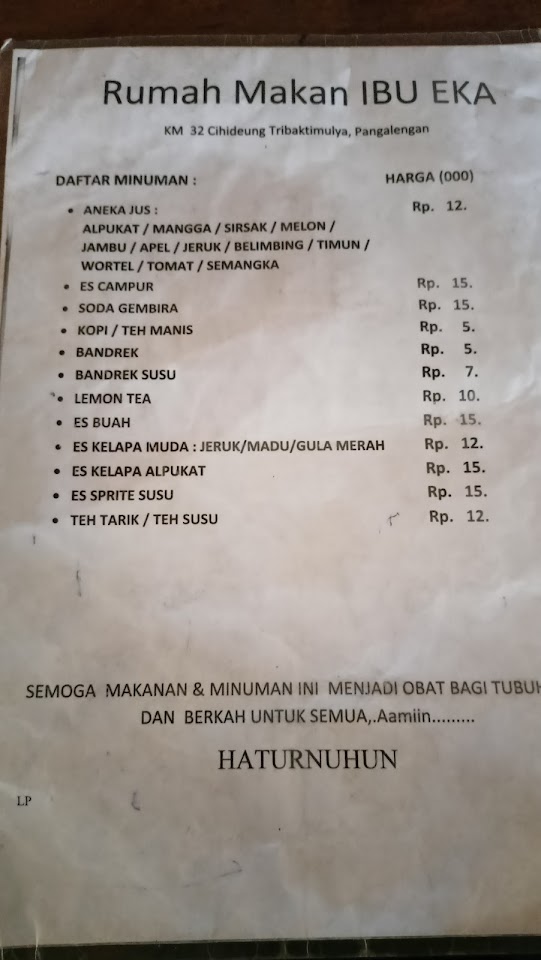 Rumah Makan IBU EKA
KM 32 Cihideung Tribaktimulya, Pangalengan
DAFTAR MINUMAN : HARGA (000)
• ANEKA JUS : Rp. 12.
ALPUKAT / MANGGA / SIRSAK / MELON /
JAMBU / APEL / JERUK / BELIMBING / TIMUN /
WORTEL / TOMAT / SEMANGKA
• ES CAMPUR Rp. 15.
• SODA GEMBIRA Rp. 15.
• KOPI / TEH MANIS Rp. 5.
• BANDREK Rp. 5.
• BANDREK SUSU Rp. 7.
• LEMON TEA Rp. 10.
• ES BUAH Rp. 15.
• ES KELAPA MUDA : JERUK/MADU/GULA MERAH Rp. 12.
• ES KELAPA ALPUKAT Rp. 15.
• ES SPRITE SUSU Rp. 15.
• TEH TARIK / TEH SUSU Rp. 12.
SEMOGA MAKANAN & MINUMAN INI MENJADI OBAT BAGI TUBUH
DAN BERKAH UNTUK SEMUA,.Aamiin.........
HATURNUHUN
LP